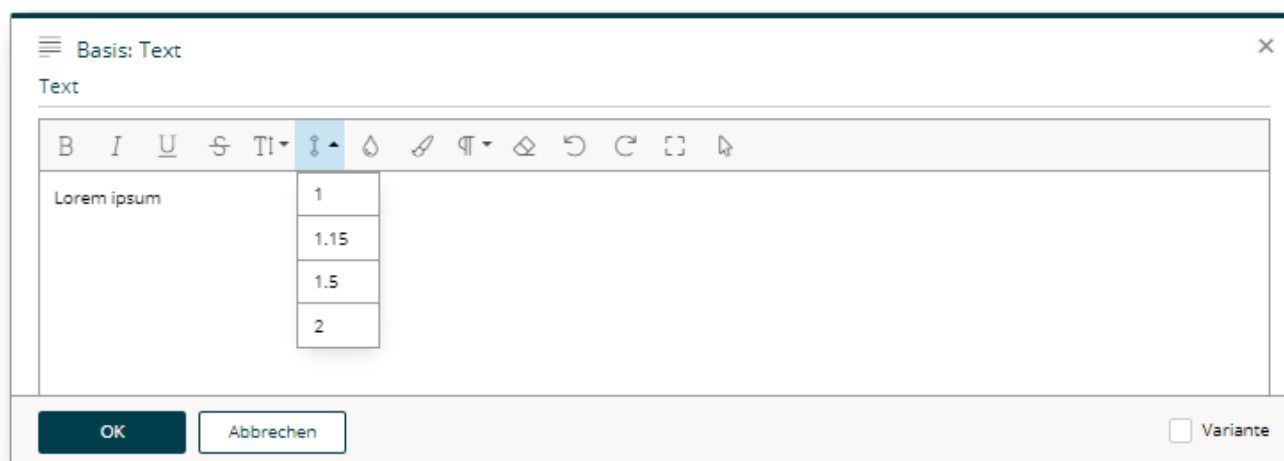 Basis: Text
Text
B I U S TI
Lorem ipsum
1
1.15
1.5
2
OK Abbrechen Variante